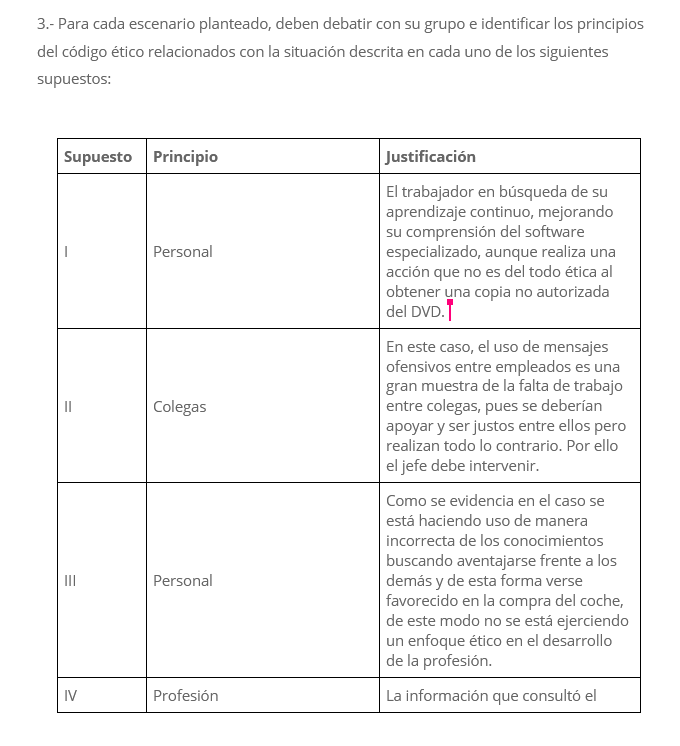 3.- Para cada escenario planteado, deben debatir con su grupo e identificar los principios
del código ético relacionados con la situación descrita en cada uno de los siguientes
supuestos:
Supuesto Principio Justificación
I Personal
El trabajador en búsqueda de su
aprendizaje continuo, mejorando
su comprensión del software
especializado, aunque realiza una
acción que no es del todo ética al
obtener una copia no autorizada
del DVD.
II Colegas
En este caso, el uso de mensajes
ofensivos entre empleados es una
gran muestra de la falta de trabajo
entre colegas, pues se deberían
apoyar y ser justos entre ellos pero
realizan todo lo contrario. Por ello
el jefe debe intervenir.
III Personal
Como se evidencia en el caso se
está haciendo uso de manera
incorrecta de los conocimientos
buscando aventajarse frente a los
demás y de esta forma verse
favorecido en la compra del coche,
de este modo no se está ejerciendo
un enfoque ético en el desarrollo
de la profesión.
IV Profesión La información que consultó el